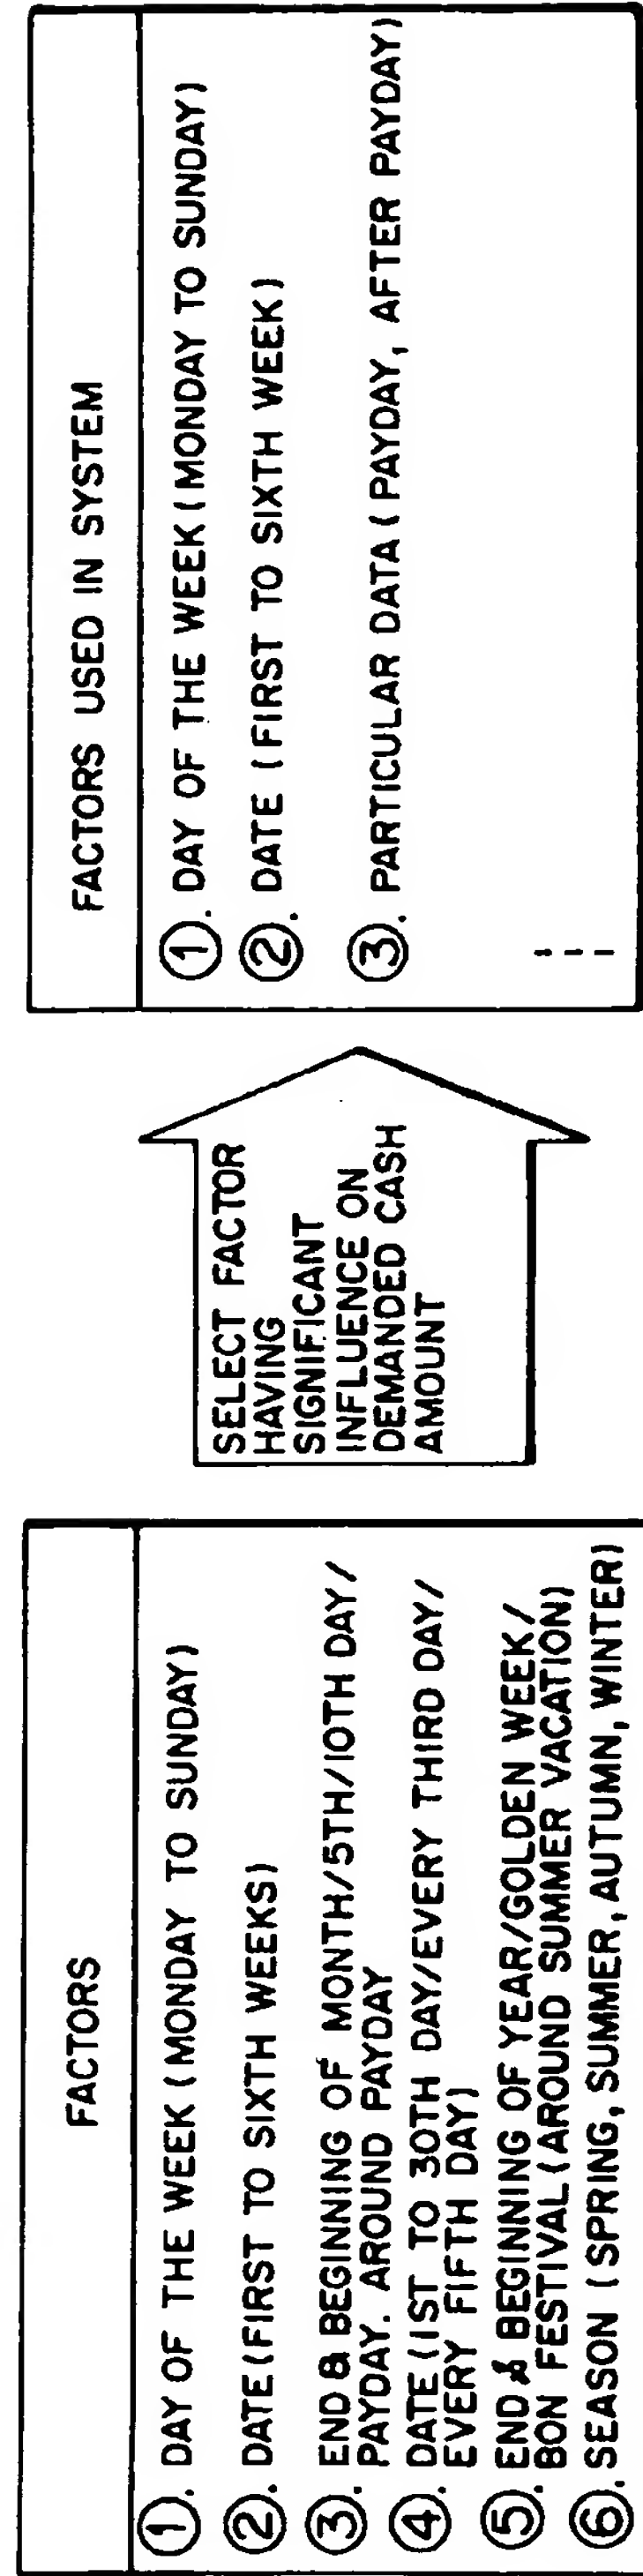 FACTORS
①. DAY OF THE WEEK (MONDAY TO SUNDAY)
②. DATE (FIRST TO SIXTH WEEKS)
③. END & BEGINNING OF MONTH/5TH/10TH DAY/
PAYDAY. AROUND PAYDAY
④. DATE (1ST TO 30TH DAY/EVERY THIRD DAY/
EVERY FIFTH DAY)
⑤. END & BEGINNING OF YEAR/GOLDEN WEEK/
BON FESTIVAL (AROUND SUMMER VACATION)
⑥. SEASON (SPRING, SUMMER, AUTUMN, WINTER)
SELECT FACTOR
HAVING
SIGNIFICANT
INFLUENCE ON
DEMANDED CASH
AMOUNT
FACTORS USED IN SYSTEM
①. DAY OF THE WEEK (MONDAY TO SUNDAY)
②. DATE (FIRST TO SIXTH WEEK)
③. PARTICULAR DATA (PAYDAY, AFTER PAYDAY)
---